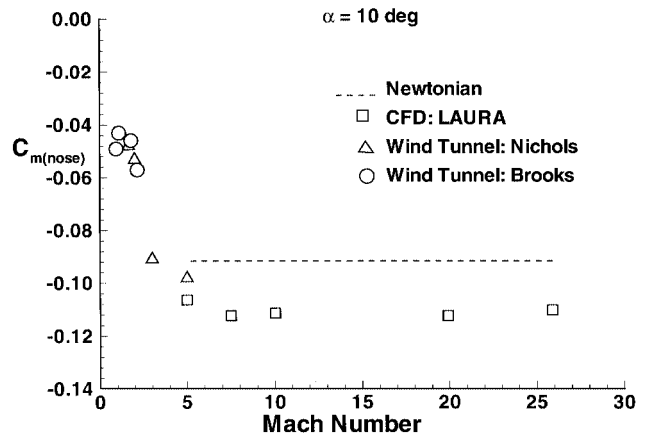 α = 10 deg
0.00
-0.02
-0.04
-0.06
-0.08
-0.10
-0.12
-0.14
C m(nose)
Newtonian
CFD: LAURA
Wind Tunnel: Nichols
Wind Tunnel: Brooks
0 5 10 15 20 25 30
Mach Number